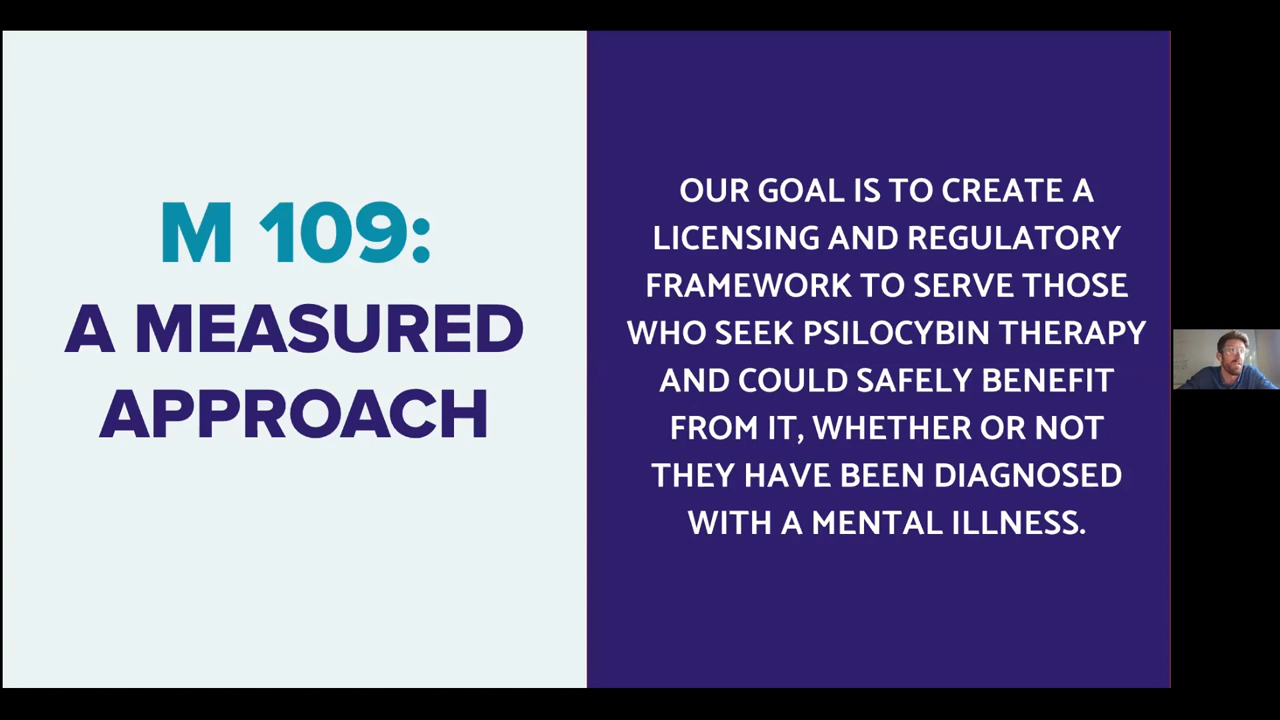 M 109:
A MEASURED
APPROACH
OUR GOAL IS TO CREATE A
LICENSING AND REGULATORY
FRAMEWORK TO SERVE THOSE
WHO SEEK PSILOCYBIN THERAPY
AND COULD SAFELY BENEFIT
FROM IT, WHETHER OR NOT
THEY HAVE BEEN DIAGNOSED
WITH A MENTAL ILLNESS.